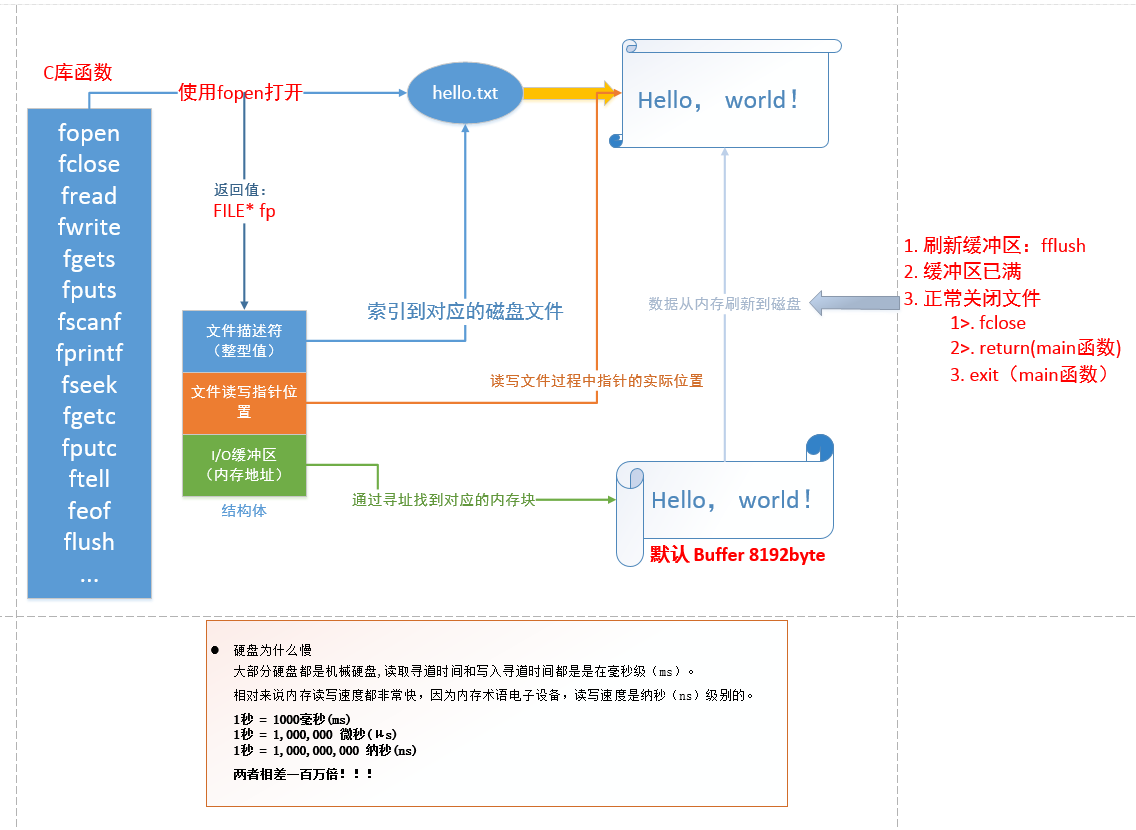 C库函数
使用fopen打开
hello.txt
Hello， world！
fopen
fclose
fread
fwrite
fgets
fputs
fscanf
fprintf
fseek
fgetc
fputc
ftell
feof
flush
...
返回值：
FILE* fp
文件描述符
（整型值）
文件读写指针位
置
I/O缓冲区
（内存地址）
结构体
索引到对应的磁盘文件
读写文件过程中指针的实际位置
通过寻址找到对应的内存块
数据从内存刷新到磁盘
Hello， world！
默认 Buffer 8192byte
1. 刷新缓冲区：fflush
2. 缓冲区已满
3. 正常关闭文件
1>. fclose
2>. return(main函数)
3. exit（main函数）
● 硬盘为什么慢
大部分硬盘都是机械硬盘,读取寻道时间和写入寻道时间都是是在毫秒级（ms）。
相对来说内存读写速度都非常快，因为内存术语电子设备，读写速度是纳秒（ns）级别的。
1秒 = 1000毫秒(ms)
1秒 = 1,000,000 微秒(μs)
1秒 = 1,000,000,000 纳秒(ns)
两者相差一百万倍！！！